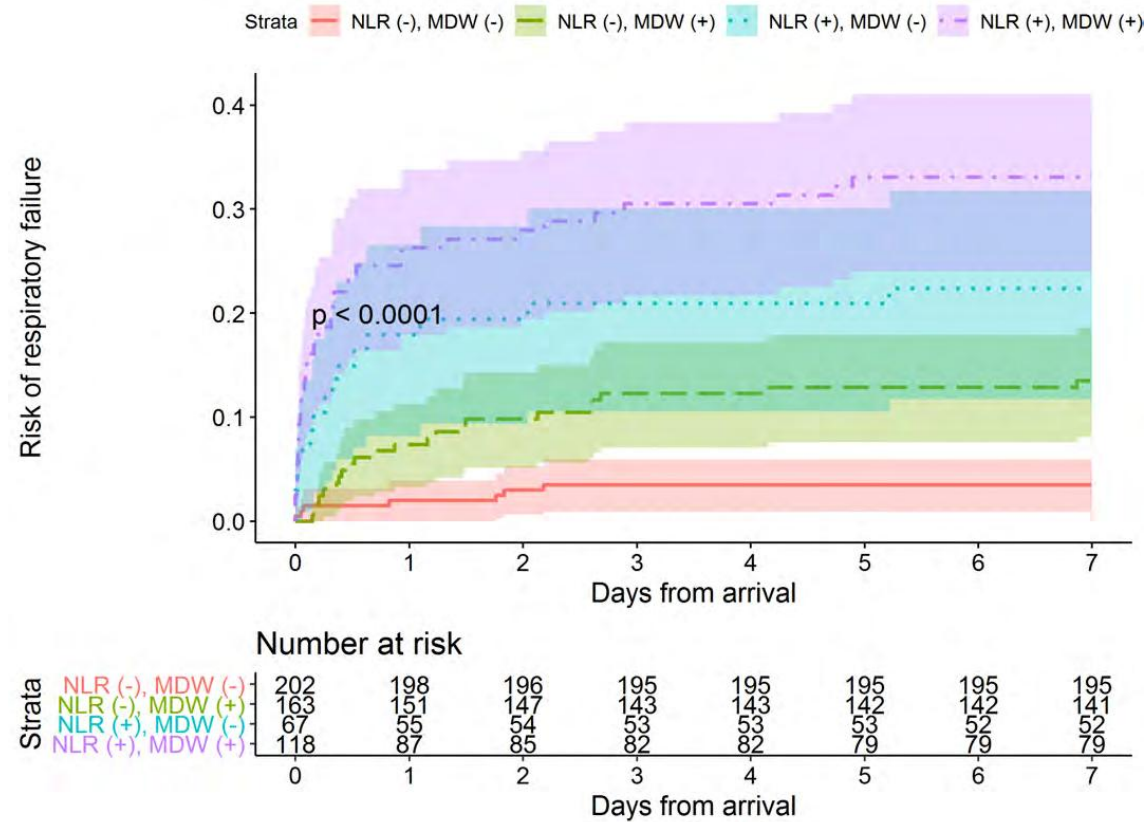 Strata NLR (-), MDW (-) NLR (-), MDW (+) NLR (+), MDW (-) NLR (+), MDW (+)
Risk of respiratory failure
0.4
0.3
0.2
0.1
0.0
p < 0.0001
0 1 2 3 4 5 6 7
Days from arrival
Number at risk
Strata
NLR (-), MDW (-) 202 198 196 195 195 195 195 195
NLR (-), MDW (+) 163 151 147 143 143 142 142 141
NLR (+), MDW (-) 67 55 54 53 53 53 52 52
NLR (+), MDW (+) 118 87 85 82 82 79 79 79
0 1 2 3 4 5 6 7
Days from arrival